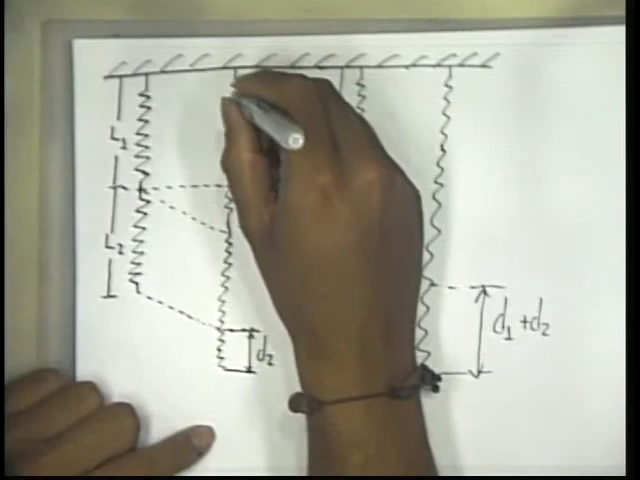 L₁
L₂
d₂
d₁ + d₂